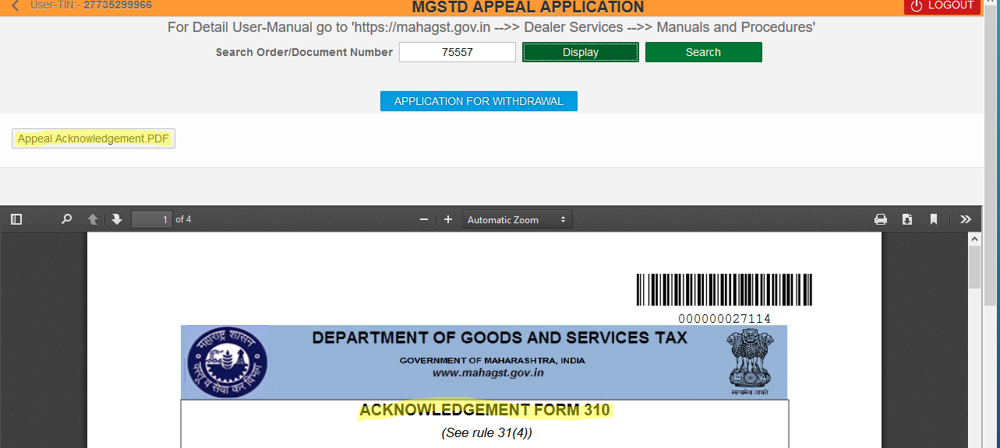 User-TIN:- 27735299966
MGSTD APPEAL APPLICATION
LOGOUT
For Detail User-Manual go to 'https://mahagst.gov.in -->> Dealer Services -->> Manuals and Procedures'
Search Order/Document Number 75557 Display Search
APPLICATION FOR WITHDRAWAL
Appeal Acknowledgement.PDF
1 of 4
Automatic Zoom
000000027114
महाराष्ट्र शासन
वस्तू व सेवा कर विभाग
DEPARTMENT OF GOODS AND SERVICES TAX
GOVERNMENT OF MAHARASHTRA, INDIA
www.mahagst.gov.in
सत्यमेव जयते
ACKNOWLEDGEMENT FORM 310
(See rule 31(4))